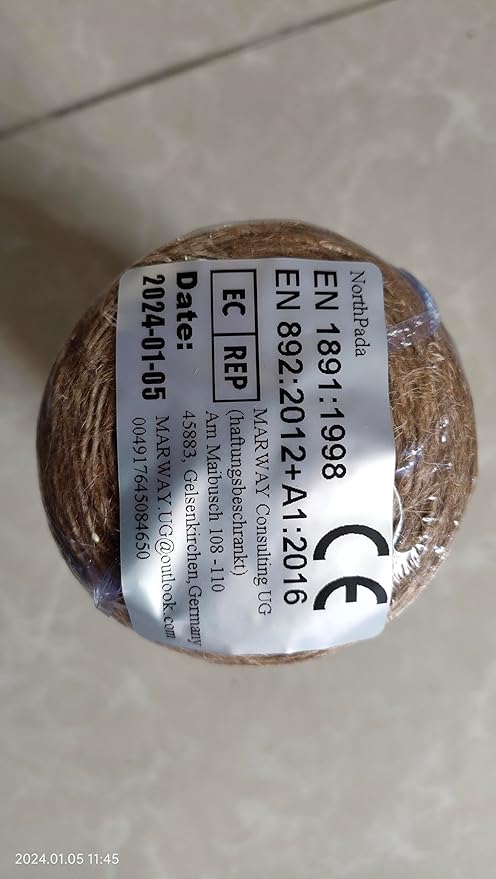 NorthPada
EN 1891:1998
EN 892:2012+A1:2016
CE
EC REP
MARWAY Consulting UG
(haftungsbeschrankt)
Am Maibusch 108 -110
45883, Gelsenkirchen, Germany
Date:
2024-01-05
MARWAY.UG@outlook.com
004917645084650
2024.01.05 11:45